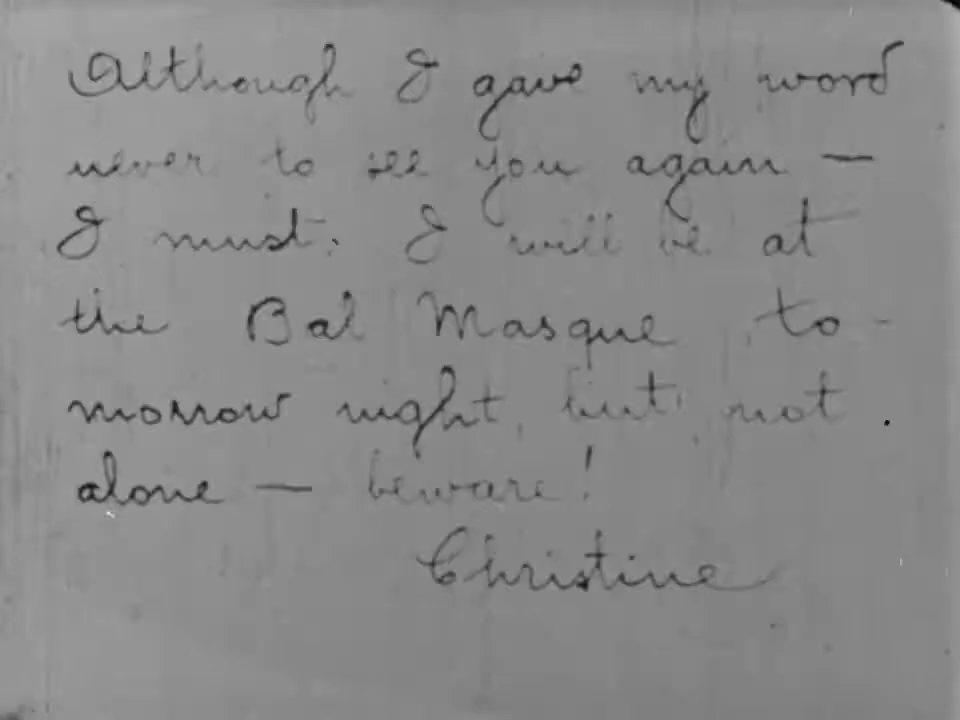 Although I gave my word
never to see you again —
I must. I will be at
the Bal Masque to-
morrow night, but not
alone — beware!
Christine